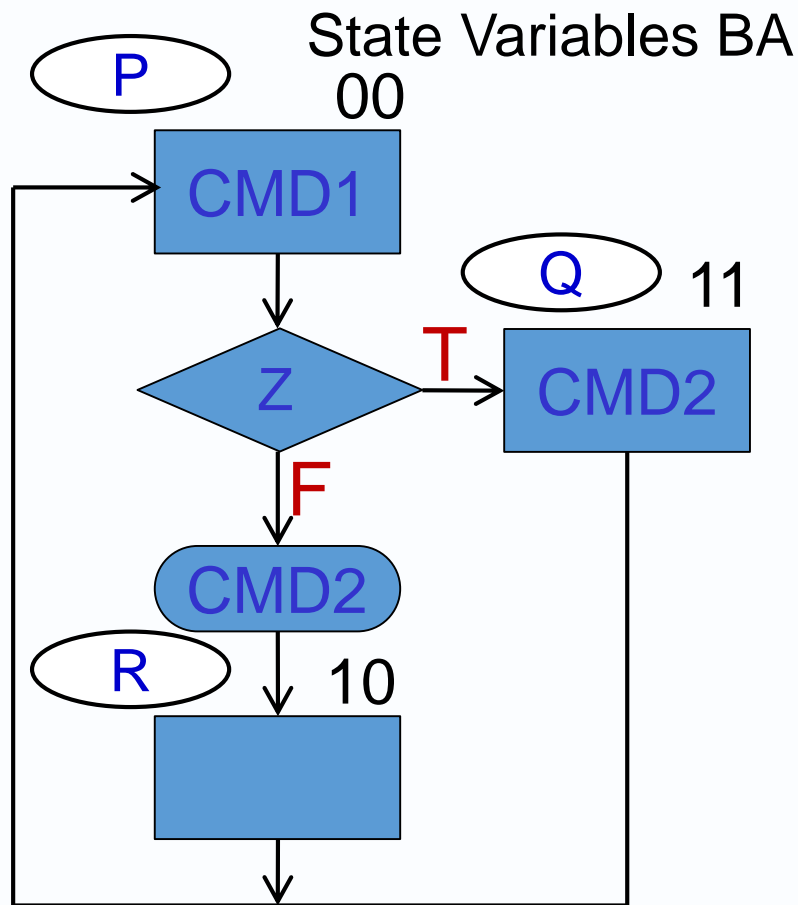 State Variables BA
P
00
CMD1
Q
11
T
Z
CMD2
F
CMD2
R
10